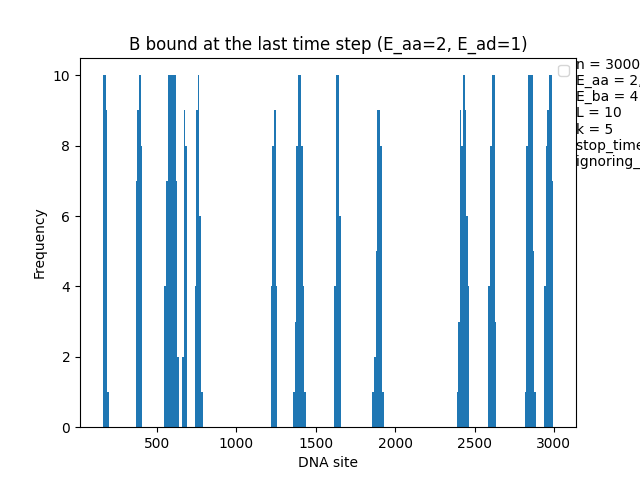 B bound at the last time step (E_aa=2, E_ad=1)
n = 3000
E_aa = 2,
E_ba = 4
L = 10
k = 5
stop_time
ignoring_
Frequency
10
8
6
4
2
0
500 1000 1500 2000 2500 3000
DNA site